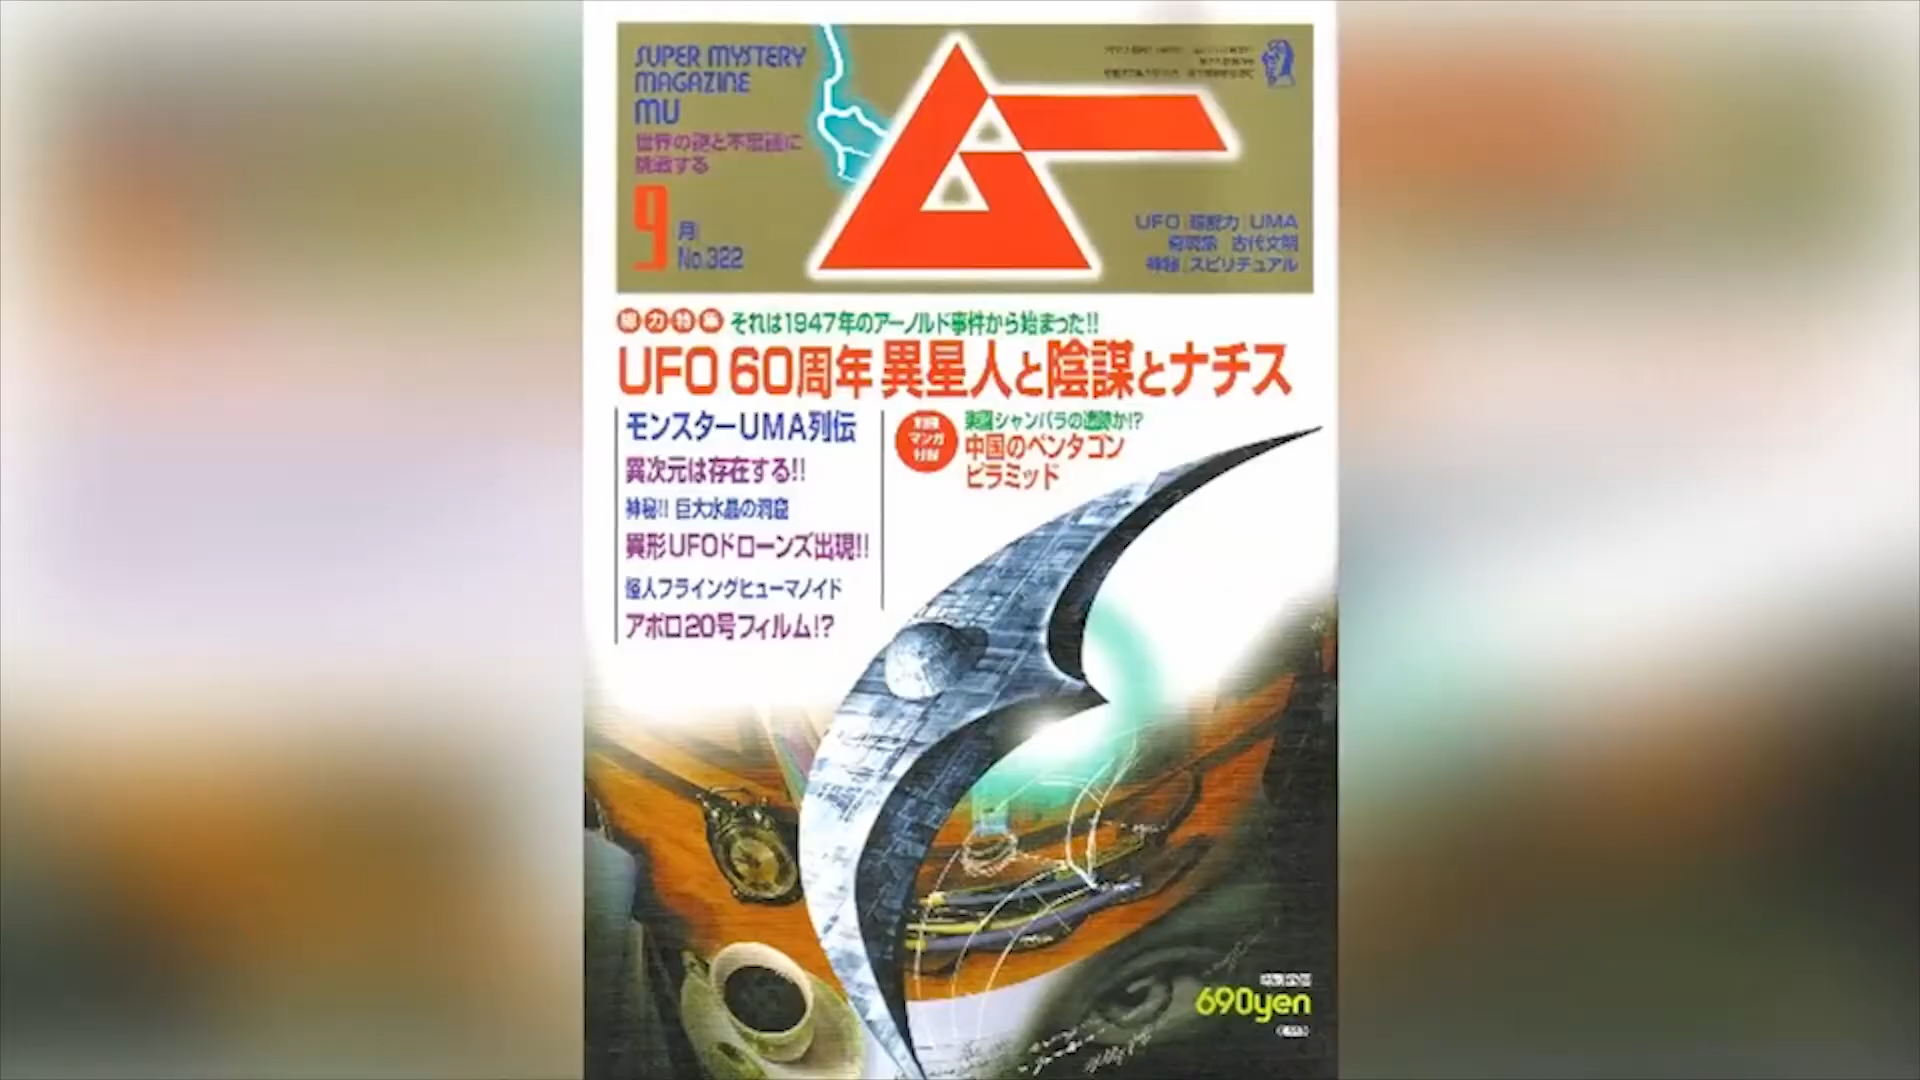 SUPER MYSTERY
MAGAZINE
MU
世界の謎と不思議に
挑戦する
9月
No.322
ムー
UFO 超能力 UMA
怪現象 古代文明
神秘 スピリチュアル
総力特集 それは1947年のアーノルド事件から始まった!!
UFO 60周年 異星人と陰謀とナチス
モンスターUMA列伝
異次元は存在する!!
神秘!! 巨大水晶の洞窟
異形UFOドローンズ出現!!
怪人フライングヒューマノイド
アポロ20号フィルム!?
マンガ
付録
シャンバラの遺跡か!?
中国のペンタゴン
ピラミッド
690yen